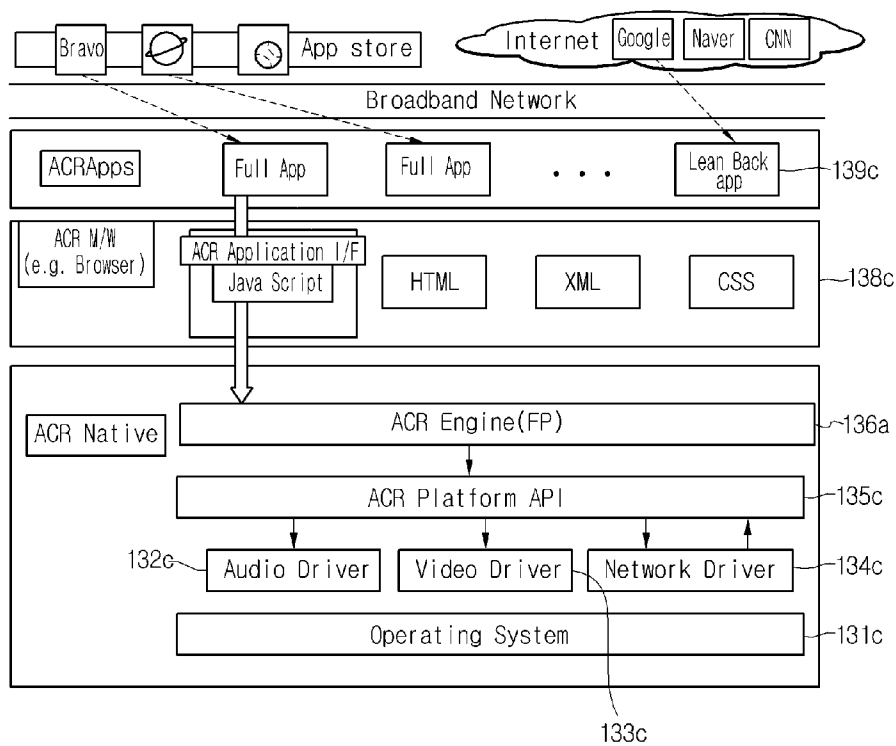 Bravo
App store
Internet
Google
Naver
CNN
Broadband Network
ACRApps
Full App
Full App
. . .
Lean Back
app
139c
ACR M/W
(e.g. Browser)
ACR Application I/F
Java Script
HTML
XML
CSS
138c
ACR Native
ACR Engine(FP)
136a
ACR Platform API
135c
132c
Audio Driver
Video Driver
Network Driver
134c
Operating System
131c
133c